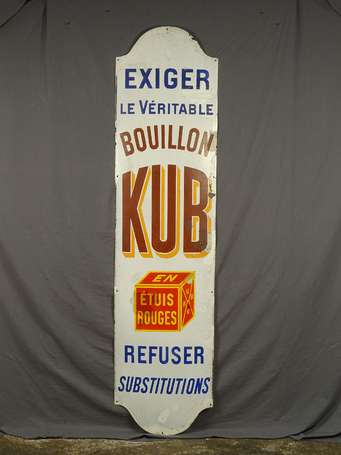 EXIGER
LE VÉRITABLE
BOUILLON
KUB
EN
ÉTUIS
ROUGES
REFUSER
SUBSTITUTIONS